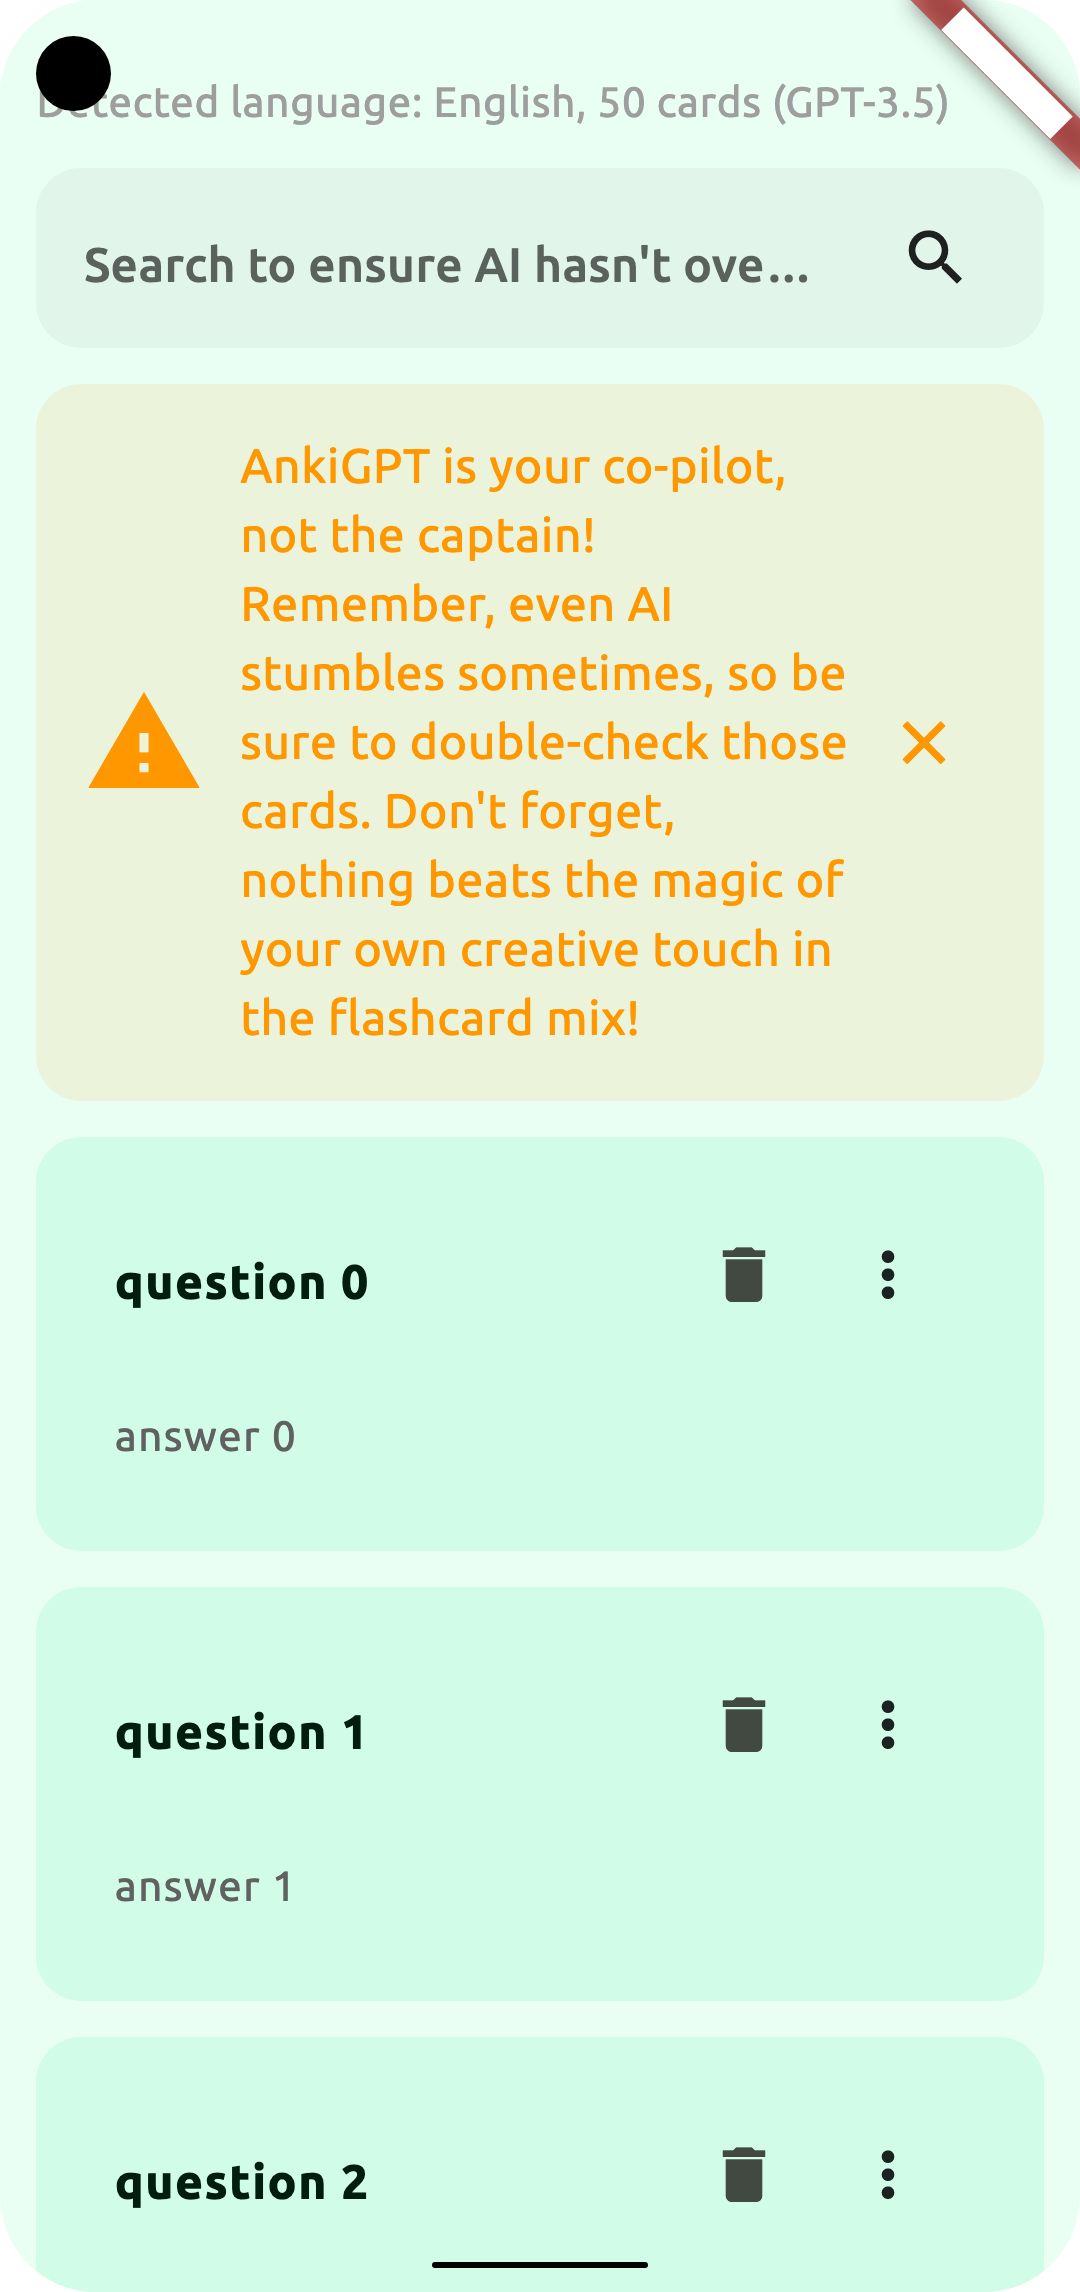 Detected language: English, 50 cards (GPT-3.5)
Search to ensure AI hasn't ove...
AnkiGPT is your co-pilot,
not the captain!
Remember, even AI
stumbles sometimes, so be
sure to double-check those
cards. Don't forget,
nothing beats the magic of
your own creative touch in
the flashcard mix!
question 0
answer 0
question 1
answer 1
question 2